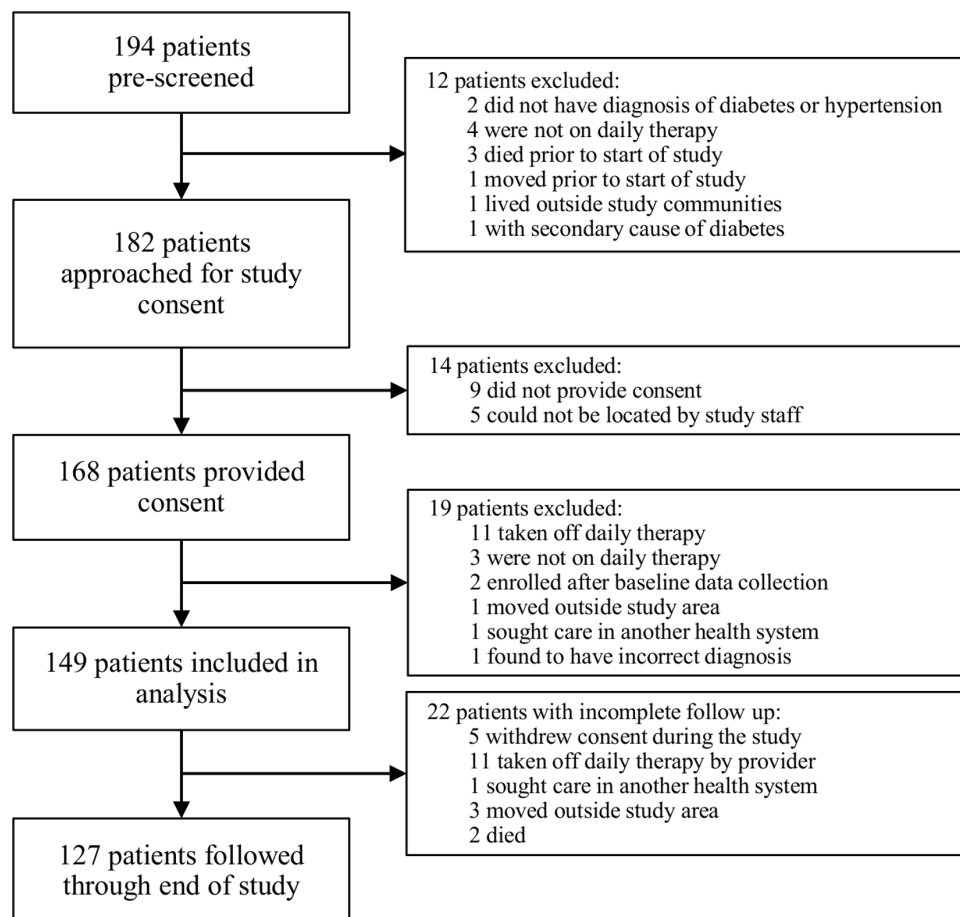 194 patients
pre-screened
12 patients excluded:
2 did not have diagnosis of diabetes or hypertension
4 were not on daily therapy
3 died prior to start of study
1 moved prior to start of study
1 lived outside study communities
1 with secondary cause of diabetes
182 patients
approached for study
consent
14 patients excluded:
9 did not provide consent
5 could not be located by study staff
168 patients provided
consent
19 patients excluded:
11 taken off daily therapy
3 were not on daily therapy
2 enrolled after baseline data collection
1 moved outside study area
1 sought care in another health system
1 found to have incorrect diagnosis
149 patients included in
analysis
22 patients with incomplete follow up:
5 withdrew consent during the study
11 taken off daily therapy by provider
1 sought care in another health system
3 moved outside study area
2 died
127 patients followed
through end of study